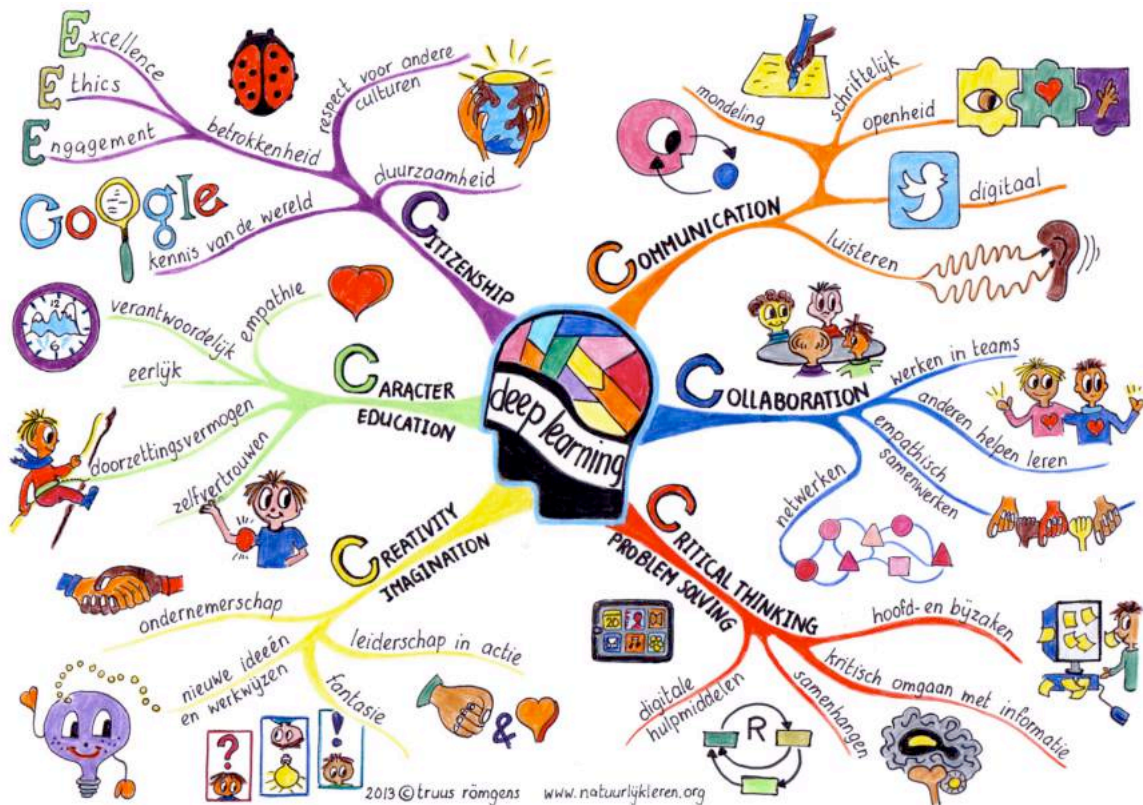 Excellence
Ethics
Engagement
betrokkenheid
respect voor andere
culturen
duurzaamheid
Google
kennis van de wereld
CITIZENSHIP
mondeling
schriftelijk
openheid
digitaal
luisteren
COMMUNICATION
12
6
verantwoordelijk
empathie
eerlijk
doorzettingsvermogen
zelfvertrouwen
CARACTER
EDUCATION
deep learning
COLLABORATION
werken in teams
anderen helpen leren
empathisch
samenwerken
netwerken
CREATIVITY
IMAGINATION
ondernemerschap
nieuwe ideeën
en werkwijzen
leiderschap in actie
fantasie
?
!
&
CRITICAL THINKING
PROBLEM SOLVING
hoofd- en bijzaken
kritisch omgaan met informatie
samenhangen
digitale
hulpmiddelen
20
R
2013 © truus römgens www.natuurlijkleren.org